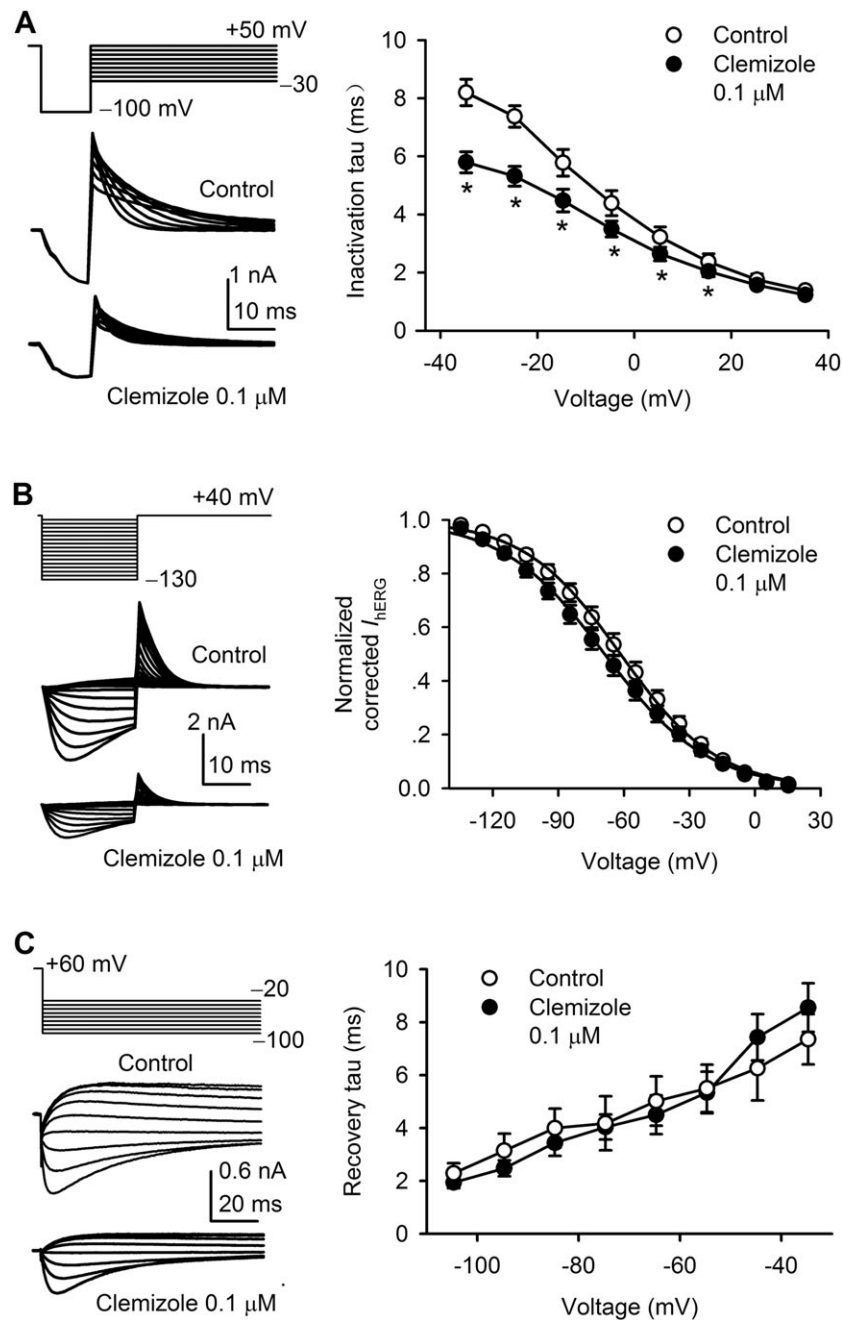 A
+50 mV
−30
−100 mV
Control
1 nA
10 ms
Clemizole 0.1 μM
Control
Clemizole
0.1 μM
Inactivation tau (ms)
10
8
6
4
2
0
* * * * * *
-40 -20 0 20 40
Voltage (mV)
B
+40 mV
−130
Control
2 nA
10 ms
Clemizole 0.1 μM
Control
Clemizole
0.1 μM
Normalized
corrected IhERG
1.0
.8
.6
.4
.2
0.0
-120 -90 -60 -30 0 30
Voltage (mV)
C
+60 mV
−20
−100
Control
0.6 nA
20 ms
Clemizole 0.1 μM
Control
Clemizole
0.1 μM
Recovery tau (ms)
10
8
6
4
2
0
-100 -80 -60 -40
Voltage (mV)